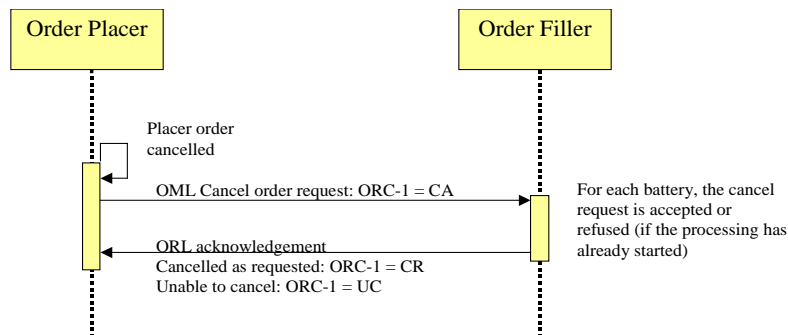 Order Placer
Order Filler
Placer order
cancelled
OML Cancel order request: ORC-1 = CA
For each battery, the cancel
request is accepted or
refused (if the processing has
already started)
ORL acknowledgement
Cancelled as requested: ORC-1 = CR
Unable to cancel: ORC-1 = UC